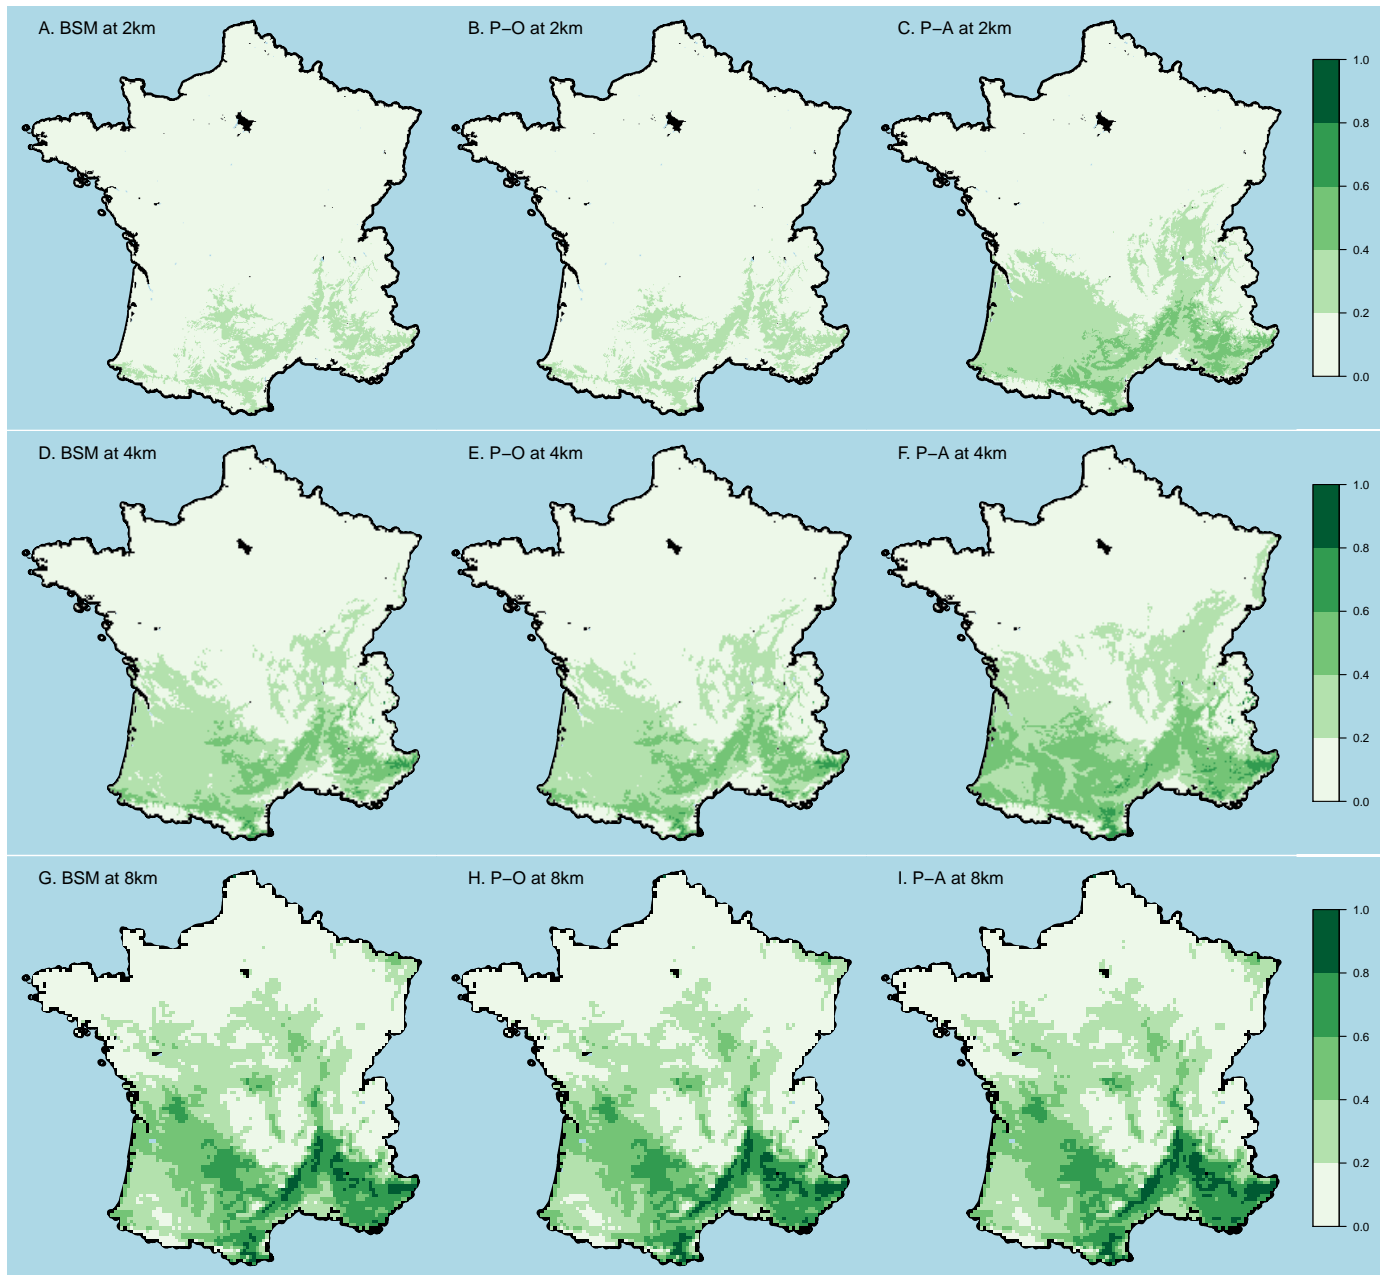 A. BSM at 2km
B. P−O at 2km
C. P−A at 2km
1.0
0.8
0.6
0.4
0.2
0.0
D. BSM at 4km
E. P−O at 4km
F. P−A at 4km
1.0
0.8
0.6
0.4
0.2
0.0
G. BSM at 8km
H. P−O at 8km
I. P−A at 8km
1.0
0.8
0.6
0.4
0.2
0.0